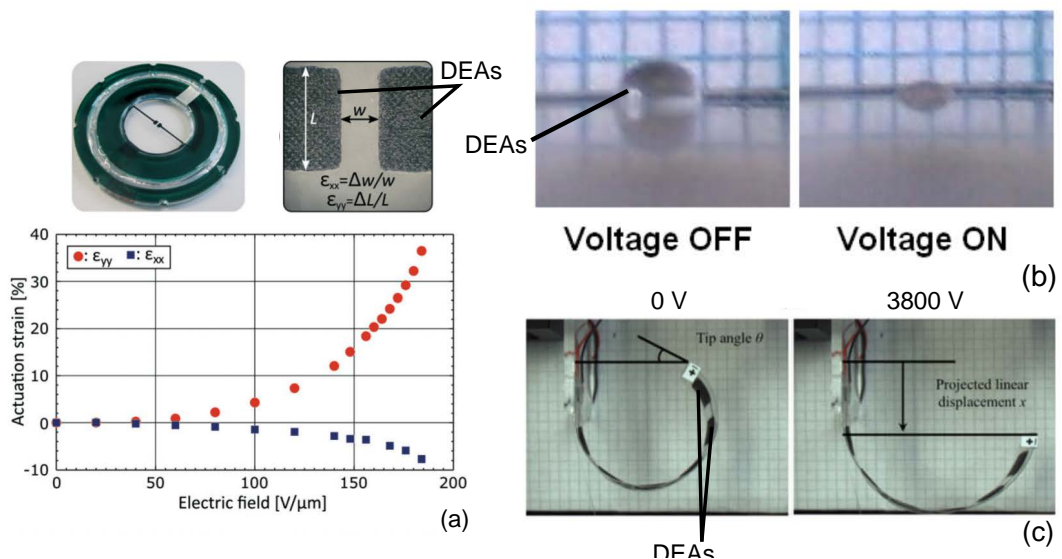 DEAs
L
w
εxx=Δw/w
εyy=ΔL/L
40
30
20
10
0
-10
Actuation strain [%]
●: εyy ■: εxx
0
50
100
150
200
Electric field [V/μm]
(a)
DEAs
Voltage OFF
Voltage ON
(b)
0 V
3800 V
Tip angle θ
Projected linear
displacement x
DEAs
(c)